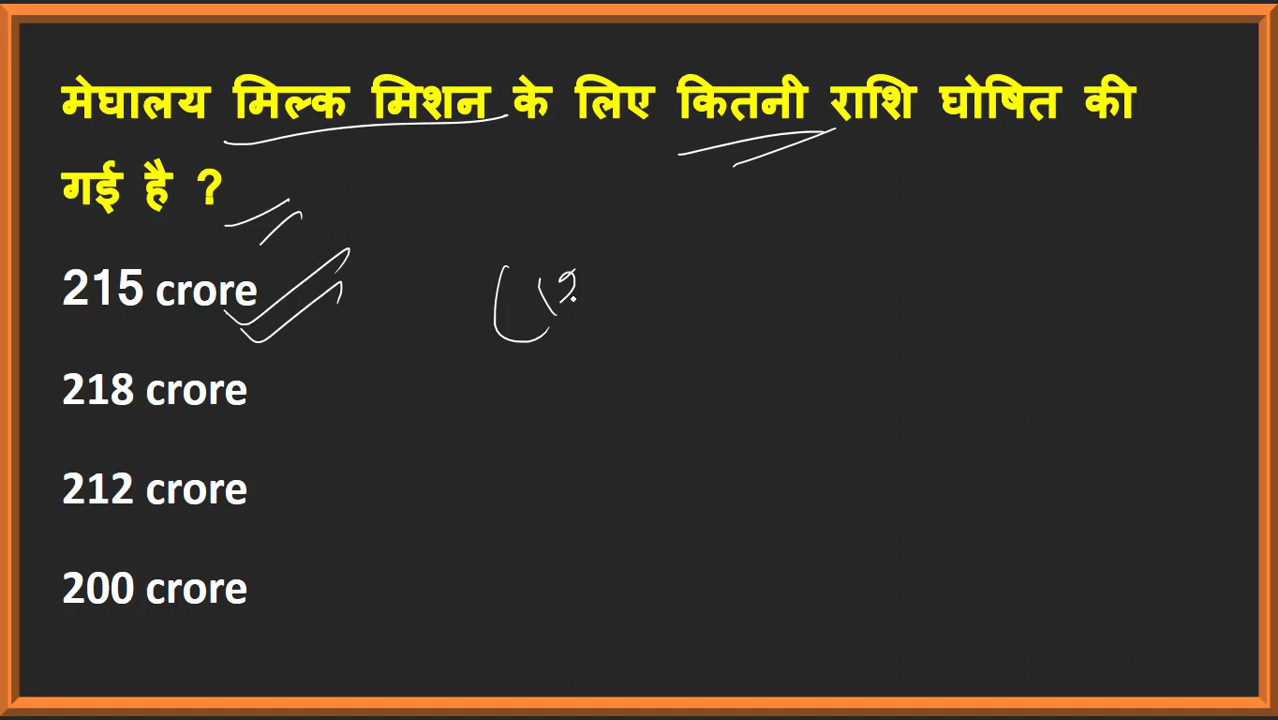 मेघालय मिल्क मिशन के लिए कितनी राशि घोषित की
गई है ?
215 crore
218 crore
212 crore
200 crore